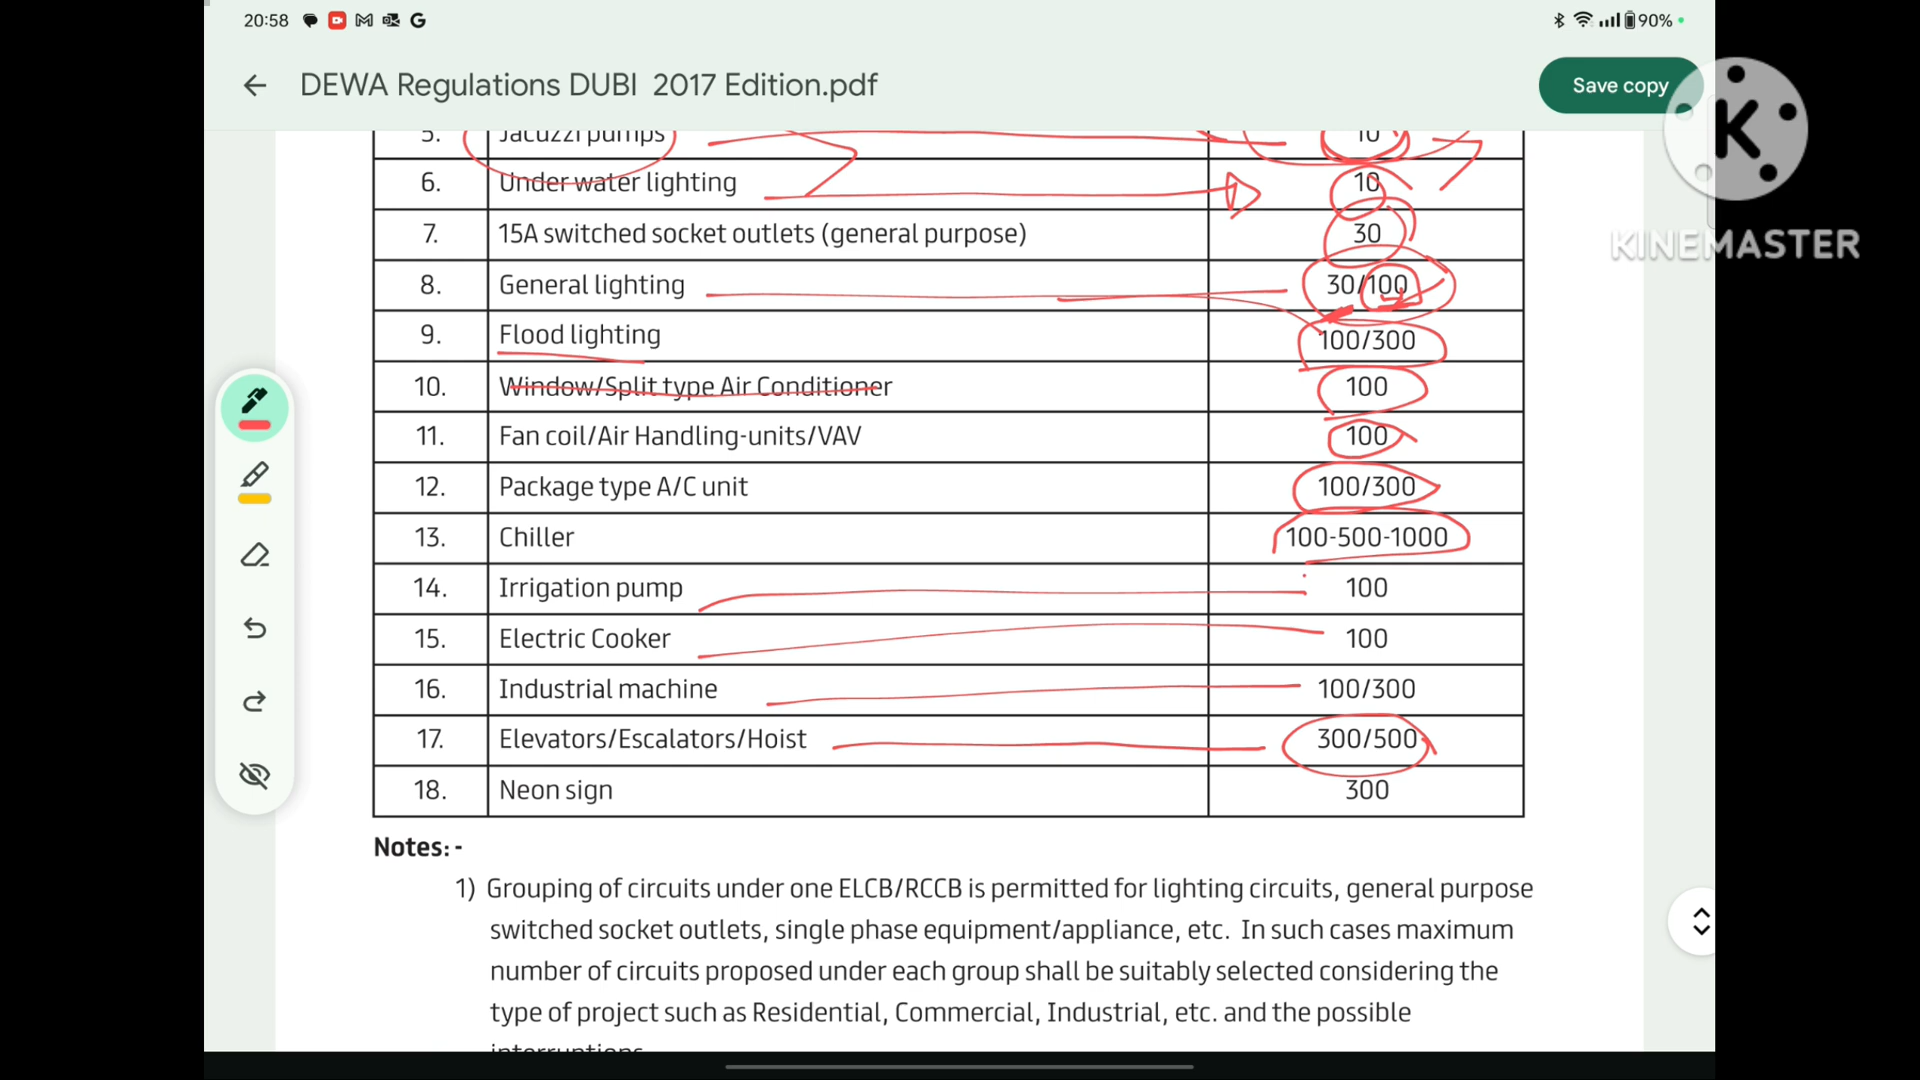 20:58 90%
DEWA Regulations DUBI 2017 Edition.pdf
Save copy
K
KINEMASTER
5. Jacuzzi pumps 10
6. Under water lighting 10
7. 15A switched socket outlets (general purpose) 30
8. General lighting 30/100
9. Flood lighting 100/300
10. Window/Split type Air Conditioner 100
11. Fan coil/Air Handling-units/VAV 100
12. Package type A/C unit 100/300
13. Chiller 100-500-1000
14. Irrigation pump 100
15. Electric Cooker 100
16. Industrial machine 100/300
17. Elevators/Escalators/Hoist 300/500
18. Neon sign 300
Notes: -
1) Grouping of circuits under one ELCB/RCCB is permitted for lighting circuits, general purpose
switched socket outlets, single phase equipment/appliance, etc. In such cases maximum
number of circuits proposed under each group shall be suitably selected considering the
type of project such as Residential, Commercial, Industrial, etc. and the possible